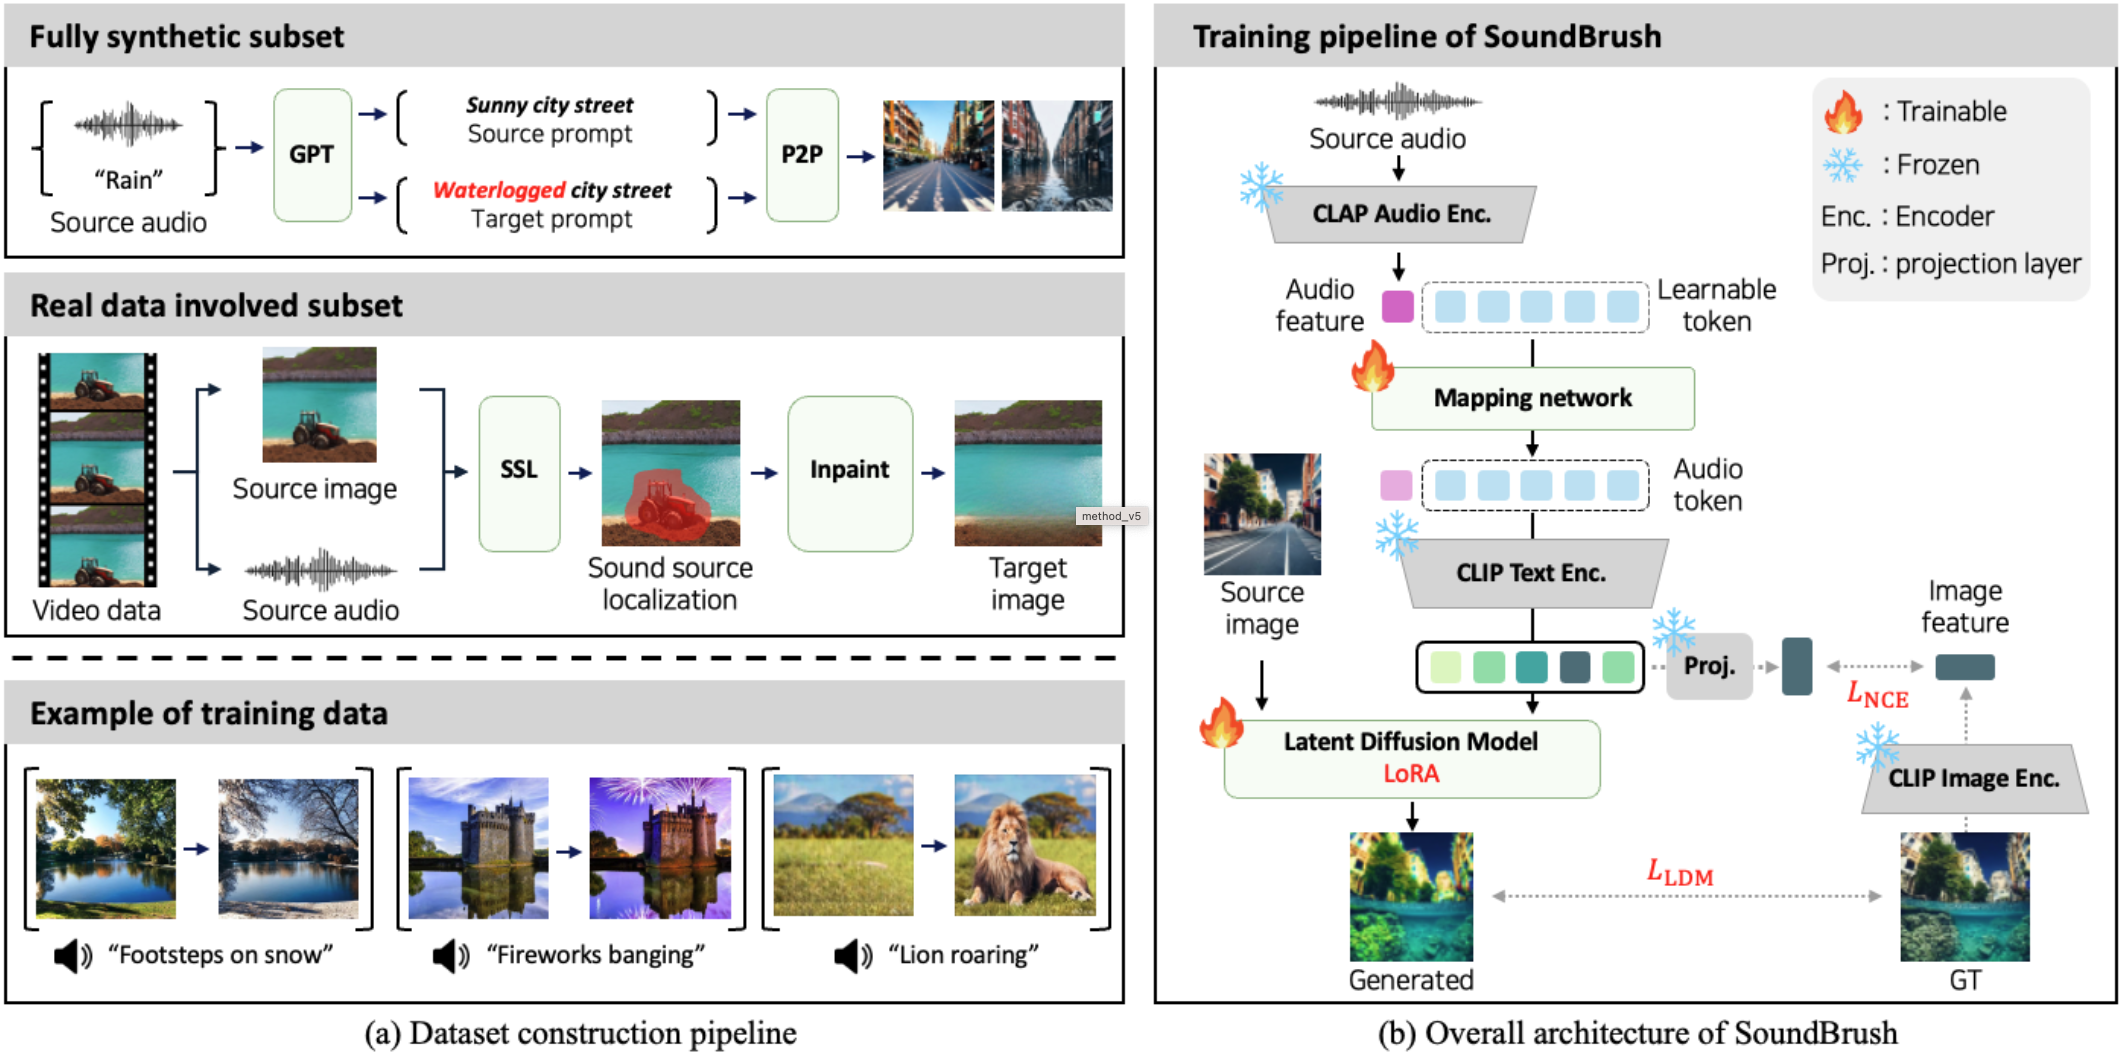 Fully synthetic subset
“Rain”
Source audio
GPT
Sunny city street
Source prompt
Waterlogged city street
Target prompt
P2P
Real data involved subset
Video data
Source image
Source audio
SSL
Sound source
localization
Inpaint
method_v5
Target
image
Example of training data
“Footsteps on snow”
“Fireworks banging”
“Lion roaring”
(a) Dataset construction pipeline
Training pipeline of SoundBrush
: Trainable
: Frozen
Enc. : Encoder
Proj. : projection layer
Source audio
CLAP Audio Enc.
Audio
feature
Learnable
token
Mapping network
Audio
token
Source
image
CLIP Text Enc.
Proj.
Image
feature
L_NCE
Latent Diffusion Model
LoRA
CLIP Image Enc.
L_LDM
Generated
GT
(b) Overall architecture of SoundBrush